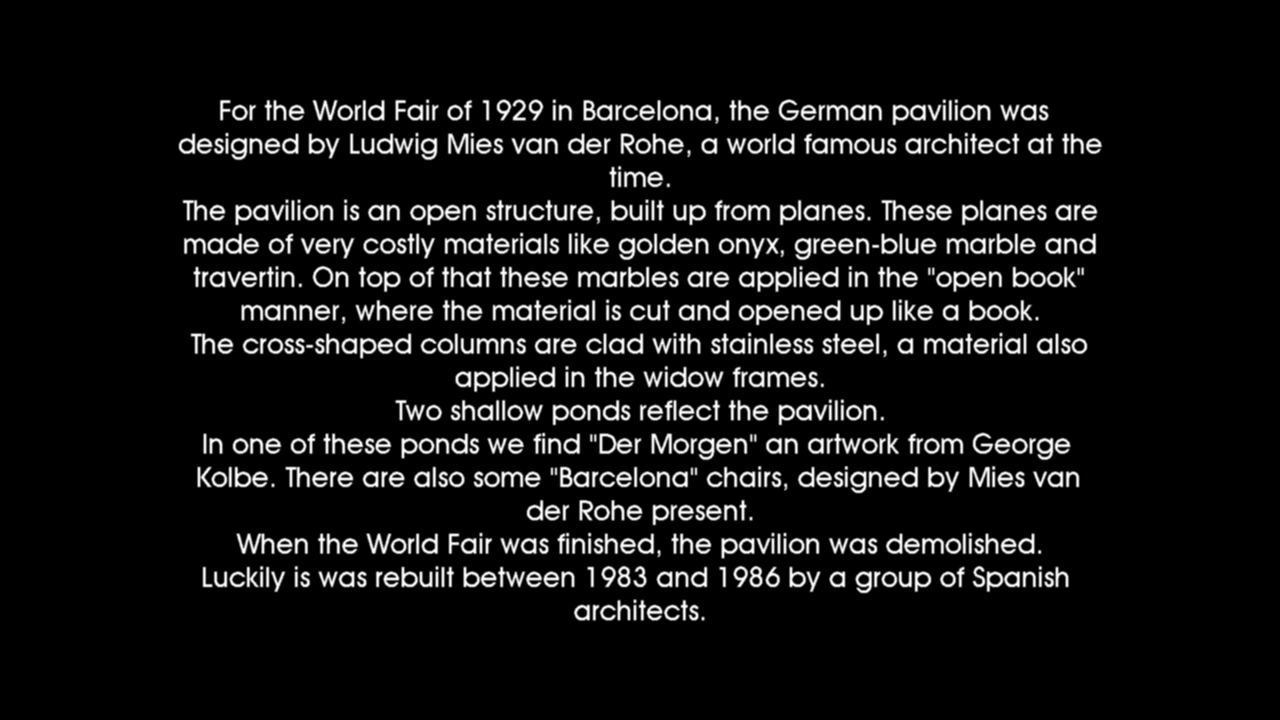 For the World Fair of 1929 in Barcelona, the German pavilion was
designed by Ludwig Mies van der Rohe, a world famous architect at the
time.
The pavilion is an open structure, built up from planes. These planes are
made of very costly materials like golden onyx, green-blue marble and
travertin. On top of that these marbles are applied in the "open book"
manner, where the material is cut and opened up like a book.
The cross-shaped columns are clad with stainless steel, a material also
applied in the widow frames.
Two shallow ponds reflect the pavilion.
In one of these ponds we find "Der Morgen" an artwork from George
Kolbe. There are also some "Barcelona" chairs, designed by Mies van
der Rohe present.
When the World Fair was finished, the pavilion was demolished.
Luckily is was rebuilt between 1983 and 1986 by a group of Spanish
architects.